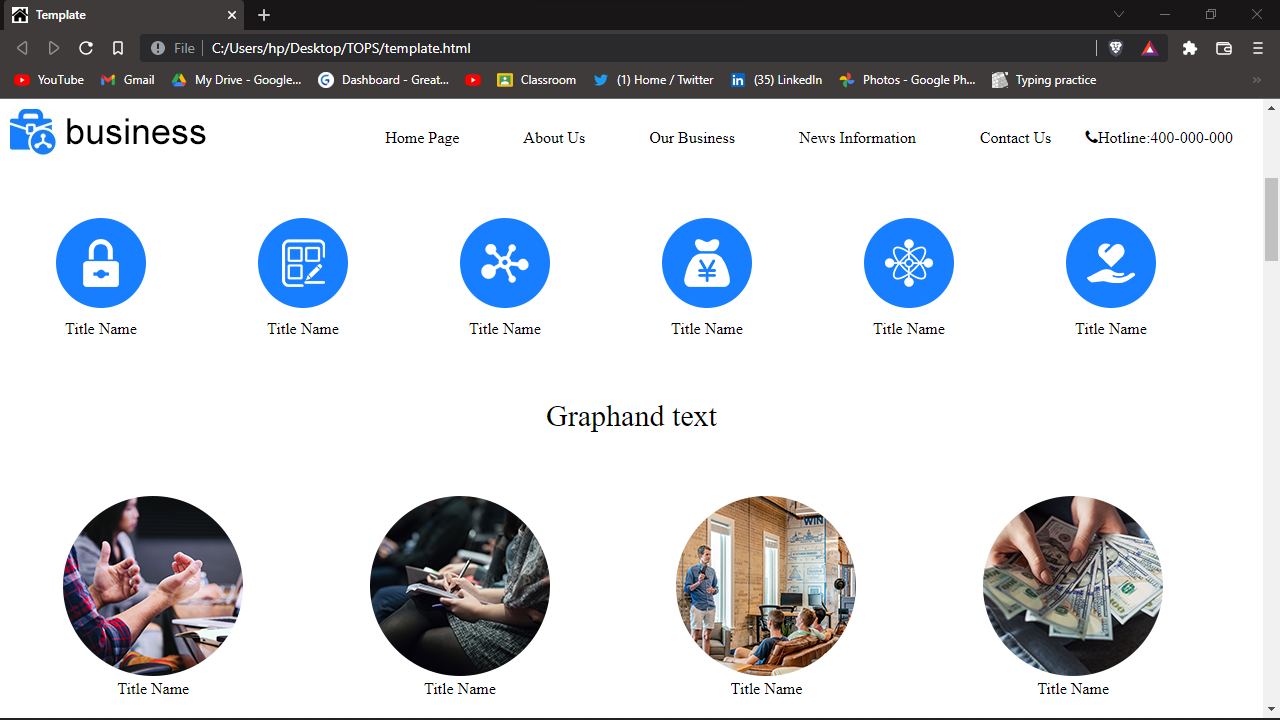 Template
File C:/Users/hp/Desktop/TOPS/template.html
YouTube Gmail My Drive - Google... Dashboard - Great... Classroom (1) Home / Twitter (35) LinkedIn Photos - Google Ph... Typing practice
business
Home Page About Us Our Business News Information Contact Us Hotline:400-000-000
Title Name Title Name Title Name Title Name Title Name Title Name
Graphand text
WIN
Title Name Title Name Title Name Title Name